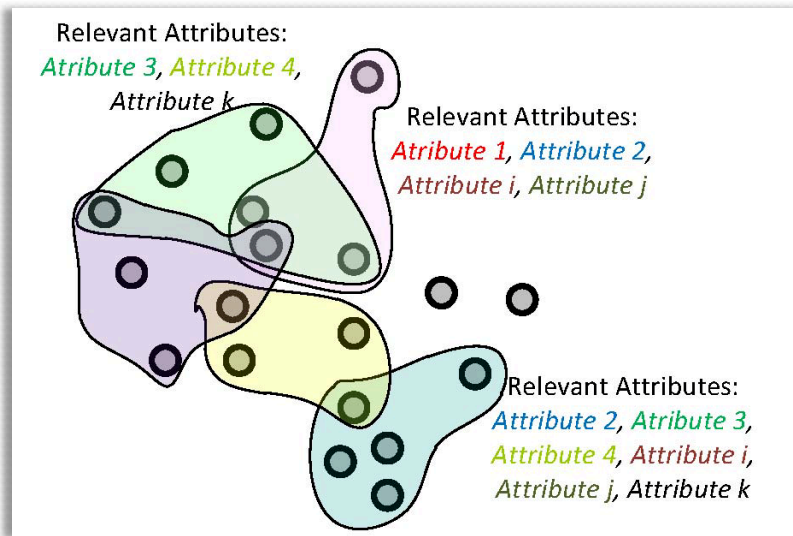 Relevant Attributes:
Atribute 3, Attribute 4,
Attribute k
Relevant Attributes:
Atribute 1, Attribute 2,
Attribute i, Attribute j
Relevant Attributes:
Attribute 2, Atribute 3,
Attribute 4, Attribute i,
Attribute j, Attribute k